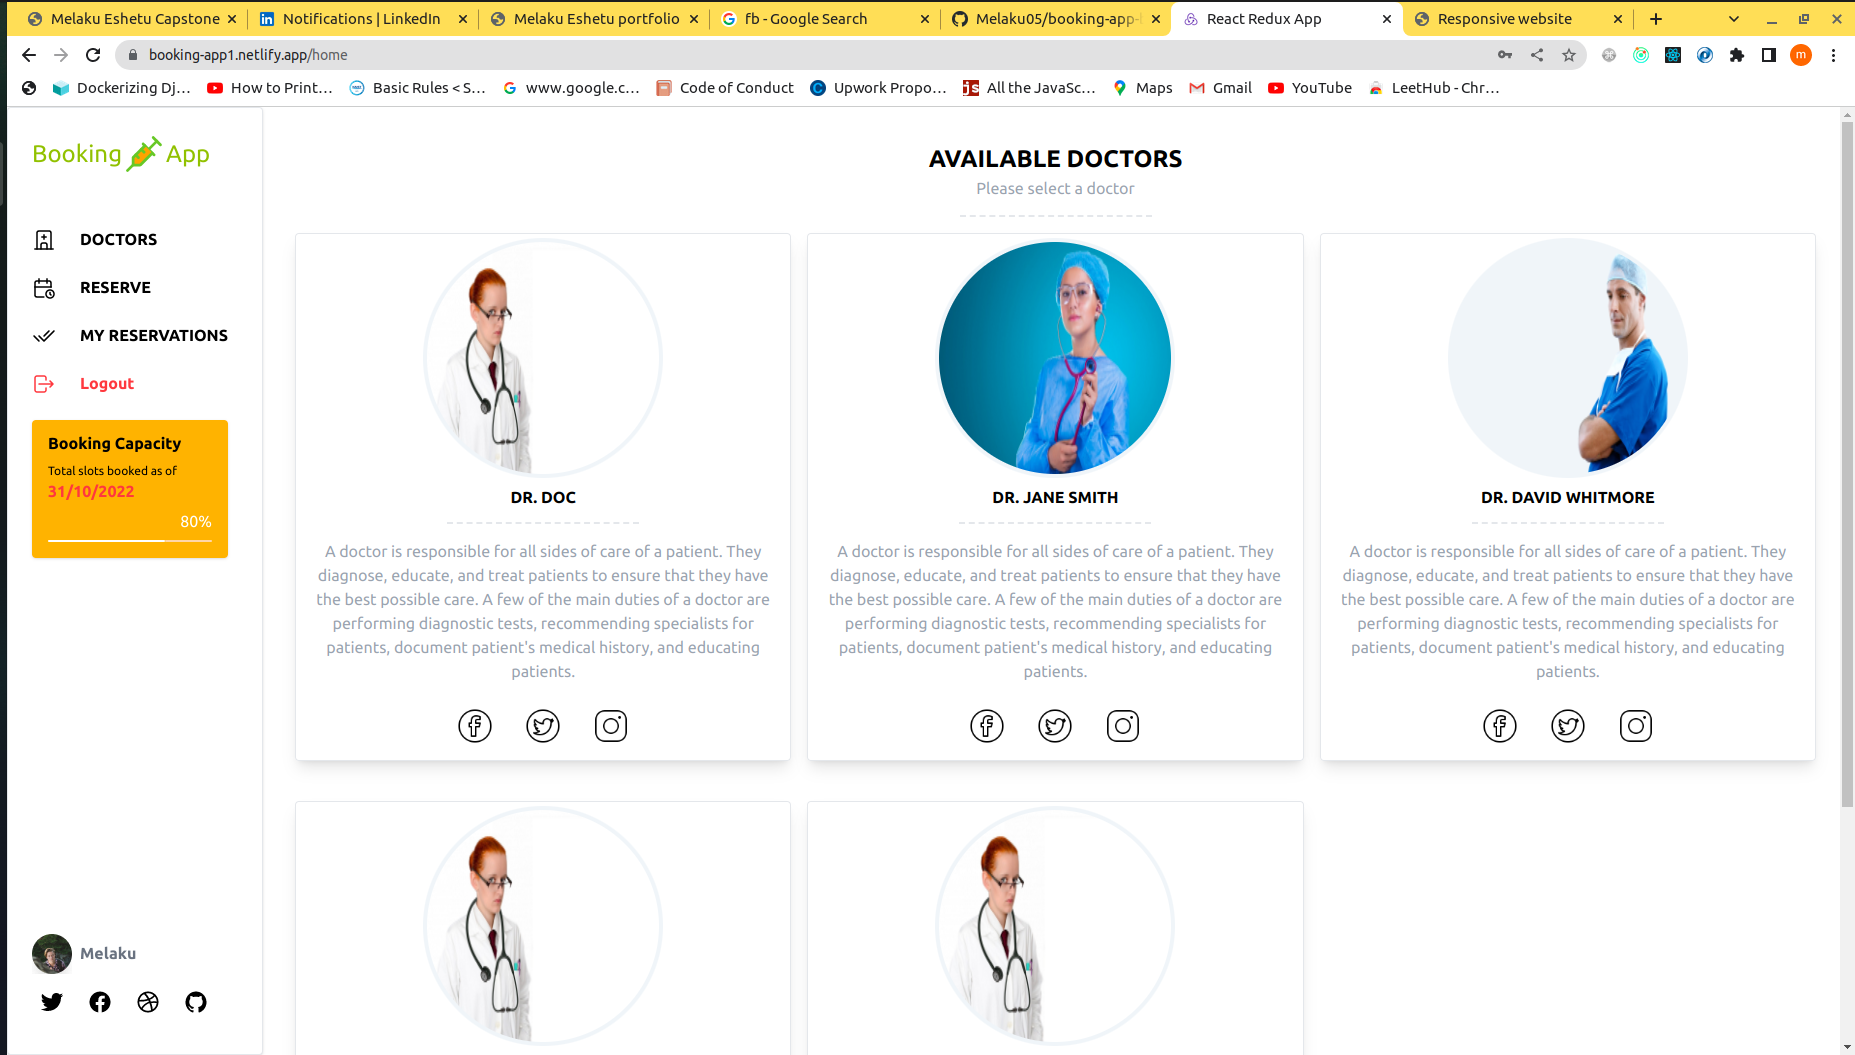 Melaku Eshetu Capstone
Notifications | LinkedIn
Melaku Eshetu portfolio
fb - Google Search
Melaku05/booking-app-
React Redux App
Responsive website
booking-app1.netlify.app/home
m
Dockerizing Dj...
How to Print...
Basic Rules < S...
www.google.c...
Code of Conduct
Upwork Propo...
All the JavaSc...
Maps
Gmail
YouTube
LeetHub - Chr...
Booking App
DOCTORS
RESERVE
MY RESERVATIONS
Logout
Booking Capacity
Total slots booked as of
31/10/2022
80%
Melaku
AVAILABLE DOCTORS
Please select a doctor
DR. DOC
A doctor is responsible for all sides of care of a patient. They
diagnose, educate, and treat patients to ensure that they have
the best possible care. A few of the main duties of a doctor are
performing diagnostic tests, recommending specialists for
patients, document patient's medical history, and educating
patients.
DR. JANE SMITH
A doctor is responsible for all sides of care of a patient. They
diagnose, educate, and treat patients to ensure that they have
the best possible care. A few of the main duties of a doctor are
performing diagnostic tests, recommending specialists for
patients, document patient's medical history, and educating
patients.
DR. DAVID WHITMORE
A doctor is responsible for all sides of care of a patient. They
diagnose, educate, and treat patients to ensure that they have
the best possible care. A few of the main duties of a doctor are
performing diagnostic tests, recommending specialists for
patients, document patient's medical history, and educating
patients.